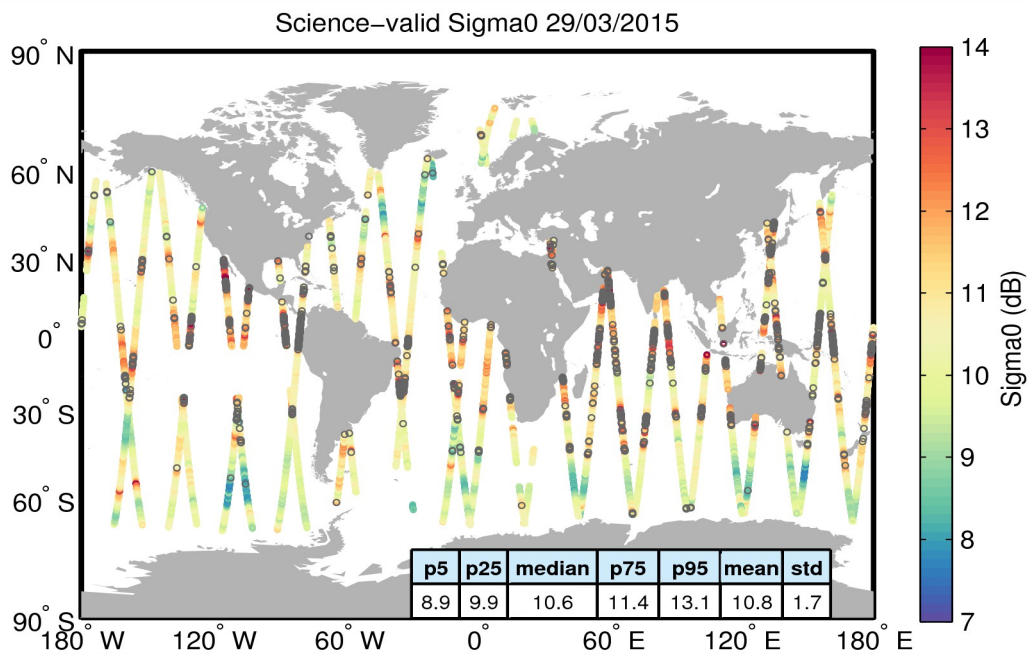 Science−valid Sigma0 29/03/2015
90° N
60° N
30° N
0°
30° S
60° S
90° S
180° W
120° W
60° W
0°
60° E
120° E
180° E
p5 p25 median p75 p95 mean std
8.9 9.9 10.6 11.4 13.1 10.8 1.7
14
13
12
11
10
9
8
7
Sigma0 (dB)